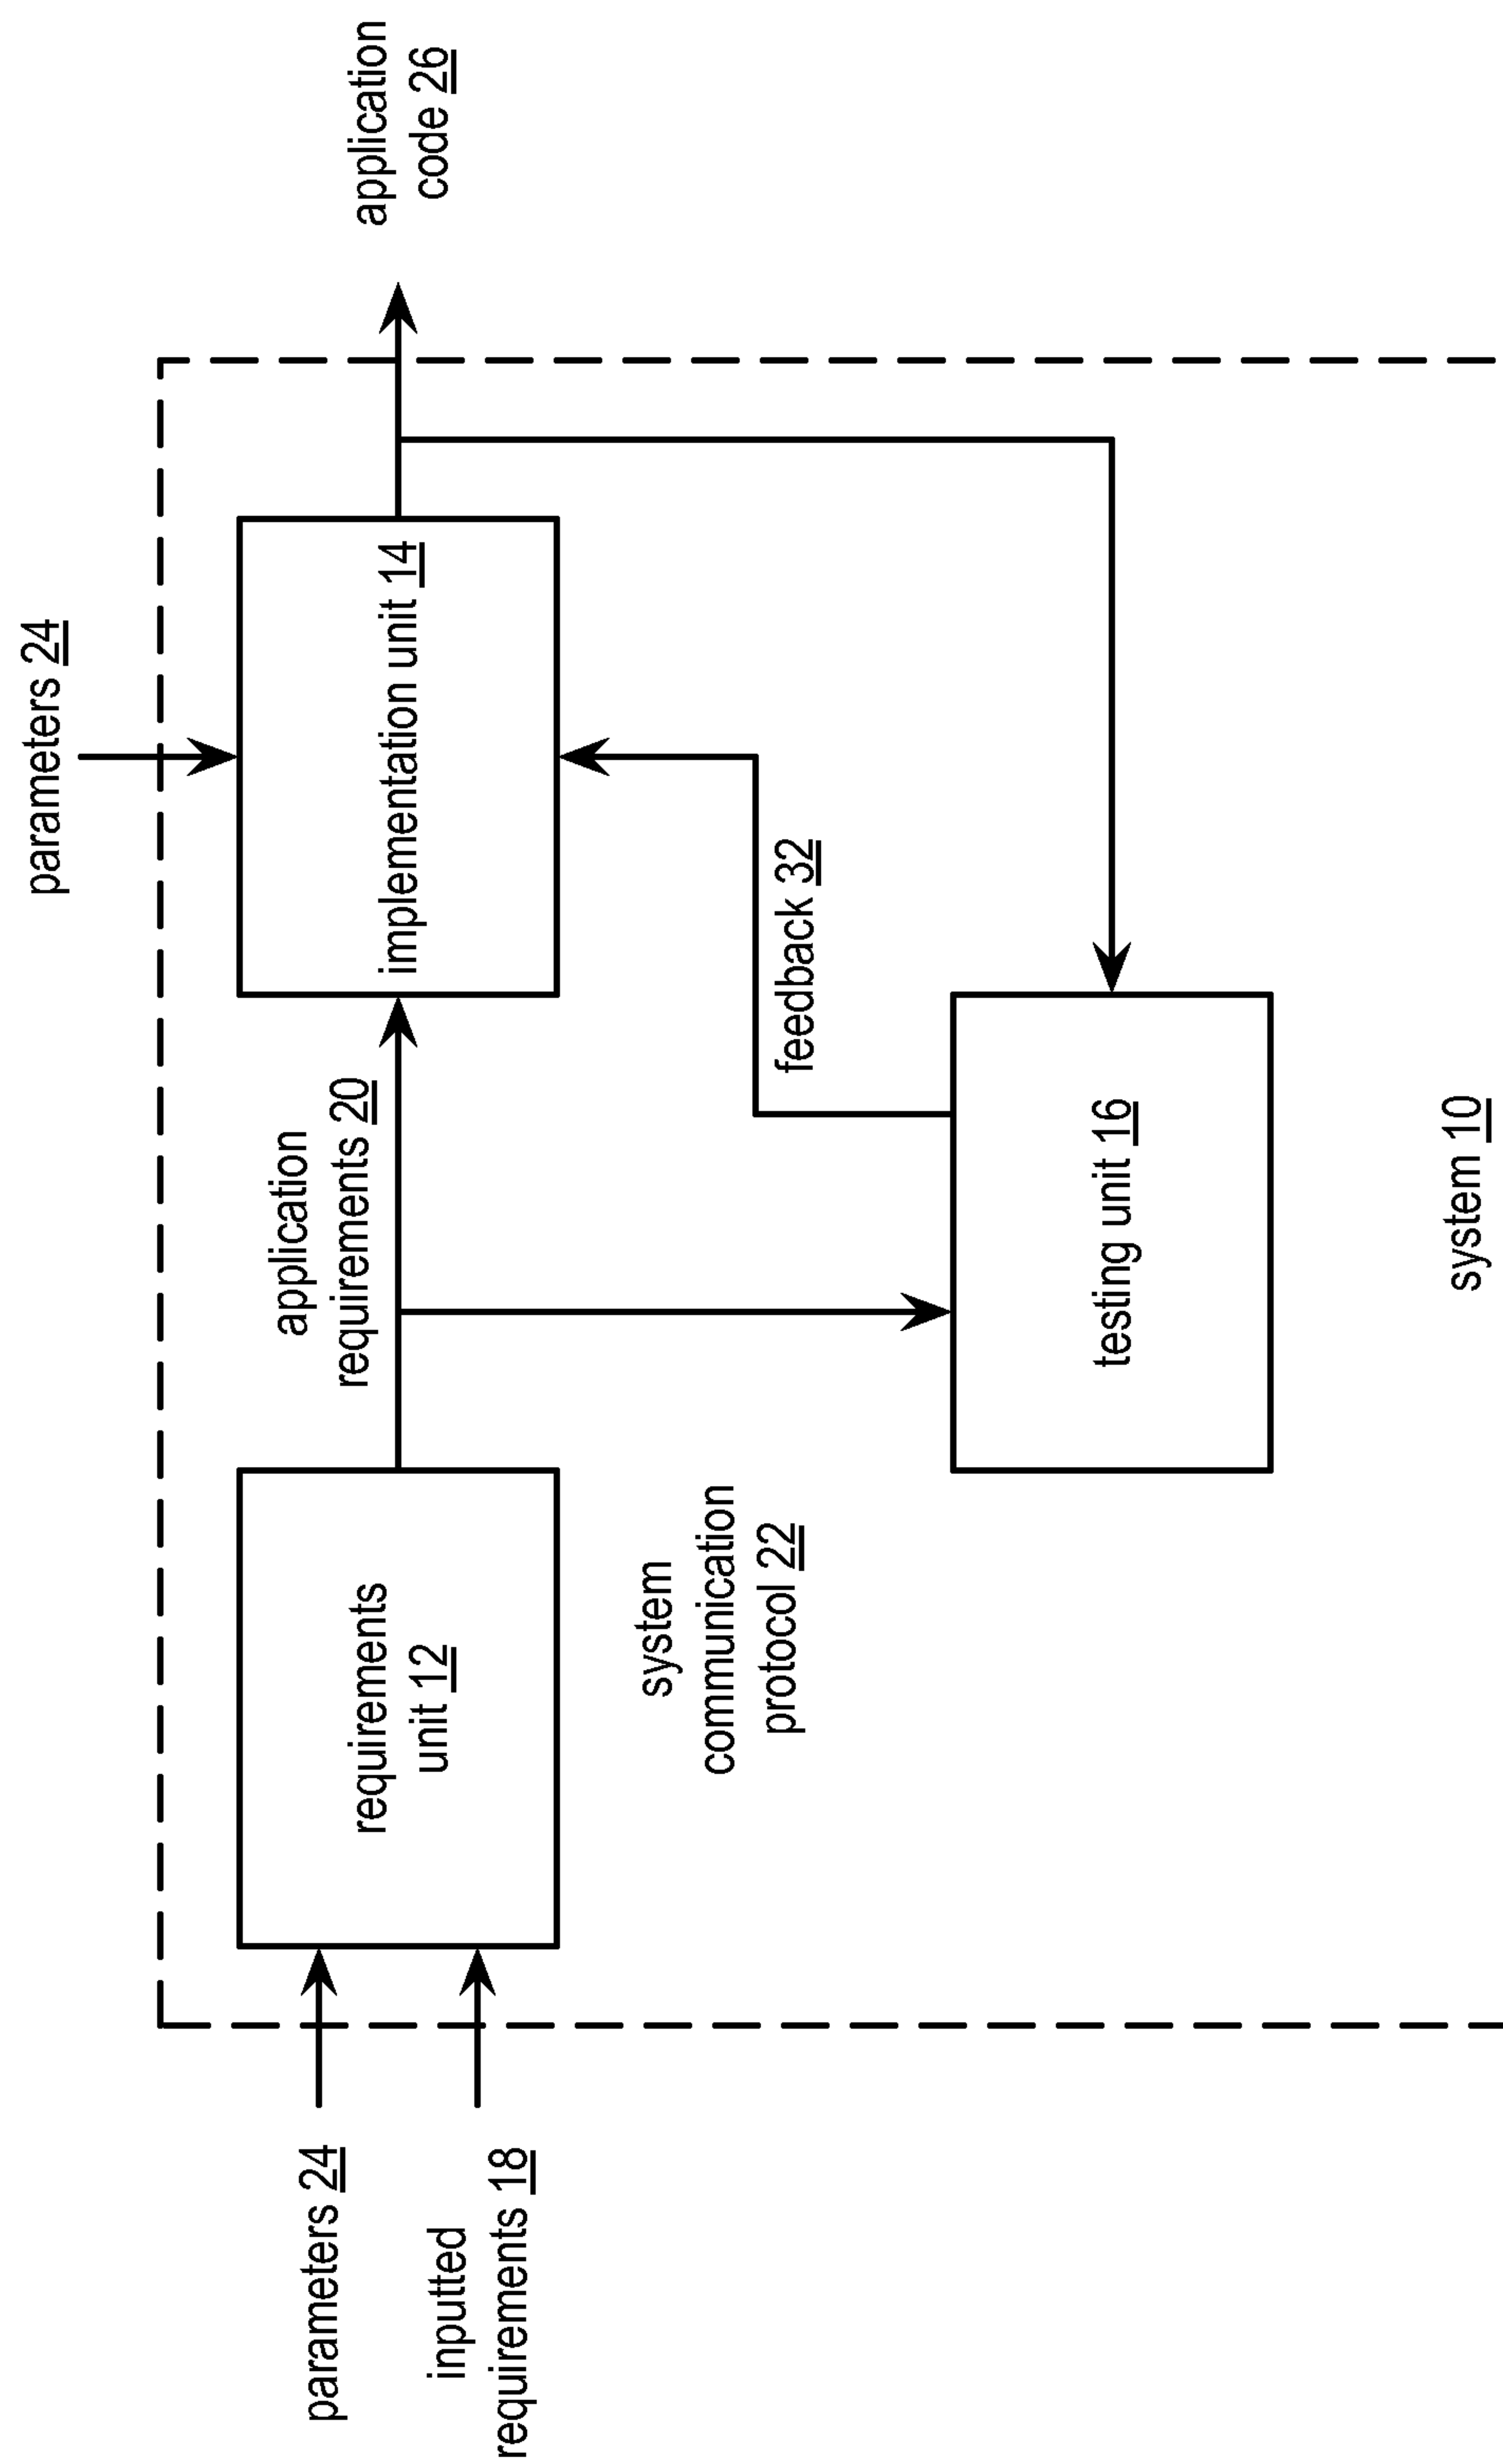 parameters 24
application
code 26
application
requirements 20
implementation unit 14
requirements
unit 12
parameters 24
inputted
requirements 18
system
communication
protocol 22
feedback 32
testing unit 16
system 10